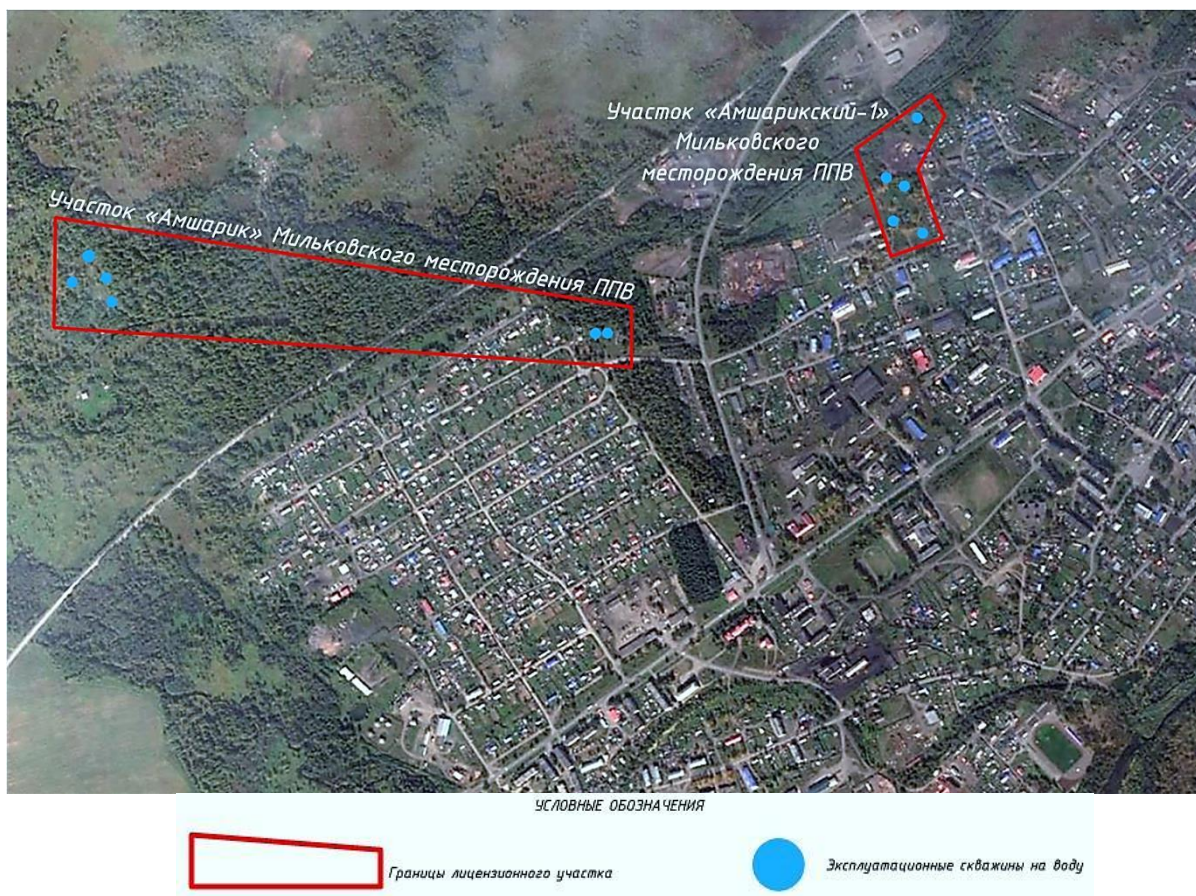 Участок «Амшарикский-1»
Мильковского
месторождения ППВ
Участок «Амшарик» Мильковского месторождения ППВ
УСЛОВНЫЕ ОБОЗНАЧЕНИЯ
Границы лицензионного участка
Эксплуатационные скважины на воду